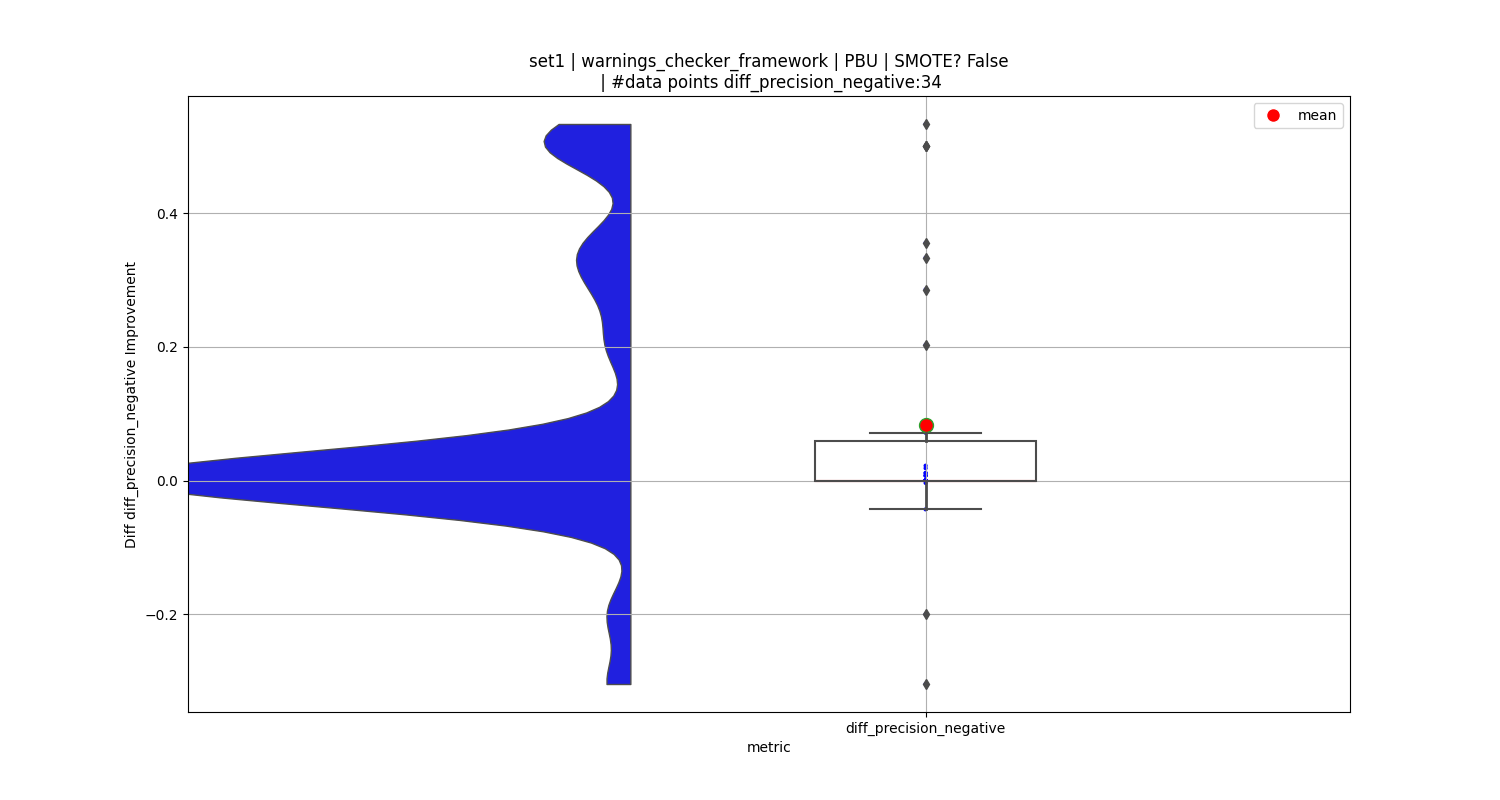 set1 | warnings_checker_framework | PBU | SMOTE? False
| #data points diff_precision_negative:34
mean
0.4
0.2
0.0
−0.2
Diff diff_precision_negative Improvement
diff_precision_negative
metric